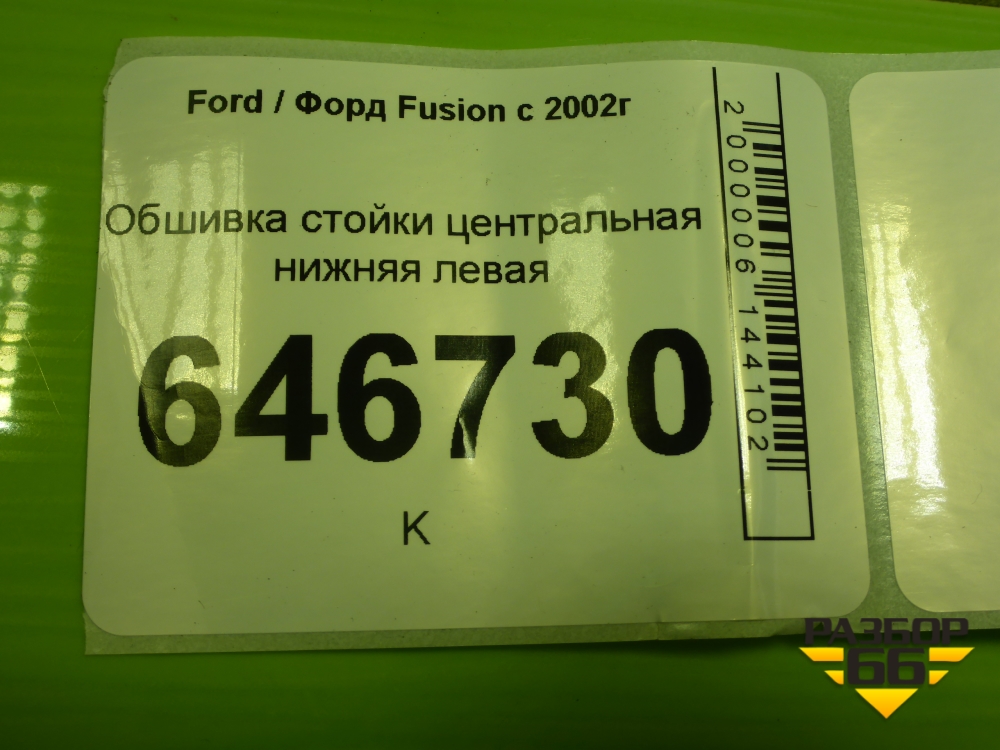 Ford / Форд Fusion с 2002г
Обшивка стойки центральная
нижняя левая
646730
К
2000006144102
РАЗБОР
66